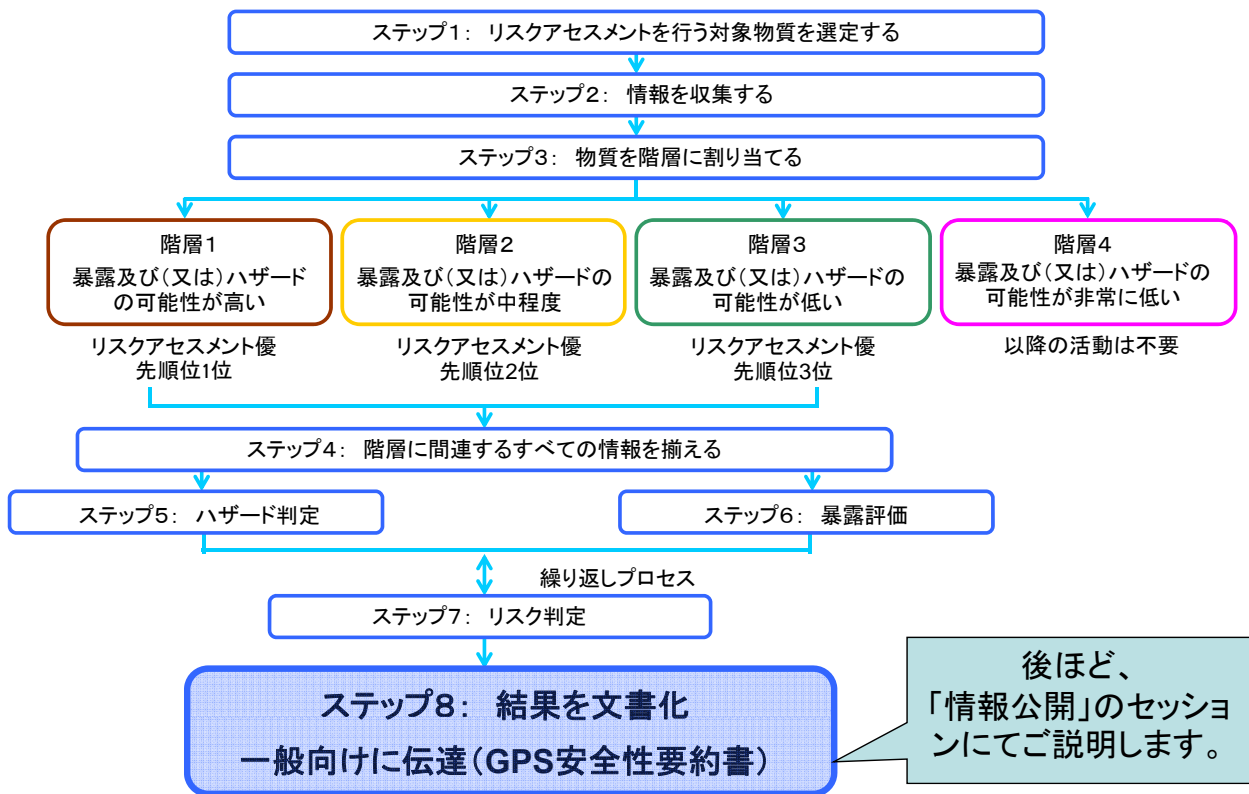 ステップ1： リスクアセスメントを行う対象物質を選定する
ステップ2： 情報を収集する
ステップ3： 物質を階層に割り当てる
階層1
暴露及び（又は）ハザード
の可能性が高い
階層2
暴露及び（又は）ハザードの
可能性が中程度
階層3
暴露及び（又は）ハザードの
可能性が低い
階層4
暴露及び（又は）ハザードの
可能性が非常に低い
リスクアセスメント優
先順位1位
リスクアセスメント優
先順位2位
リスクアセスメント優
先順位3位
以降の活動は不要
ステップ4： 階層に間連するすべての情報を揃える
ステップ5： ハザード判定
ステップ6： 暴露評価
繰り返しプロセス
ステップ7： リスク判定
ステップ8： 結果を文書化
一般向けに伝達（GPS安全性要約書）
後ほど、
「情報公開」のセッショ
ンにてご説明します。